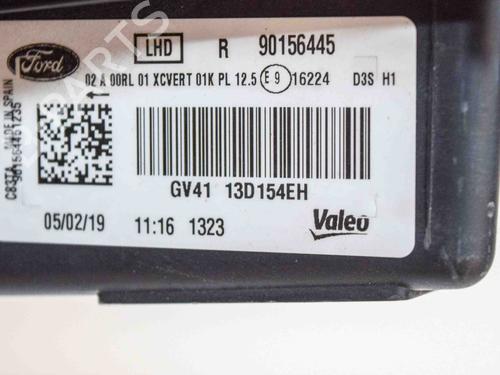 Ford
LHD R 90156445
02 A 00RL 01 XCVERT 01K PL 12.5 E9 16224 D3S H1
MADE IN SPAIN
GV41 13D154EH
05/02/19 11:16 1323
Valeo